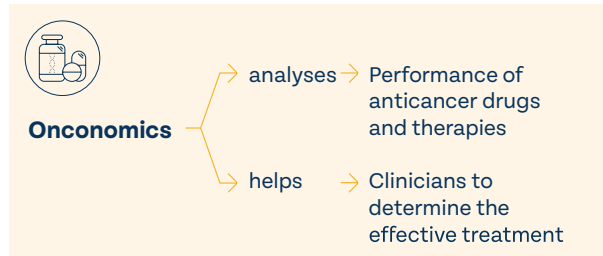 Onconomics
analyses
Performance of
anticancer drugs
and therapies
helps
Clinicians to
determine the
effective treatment